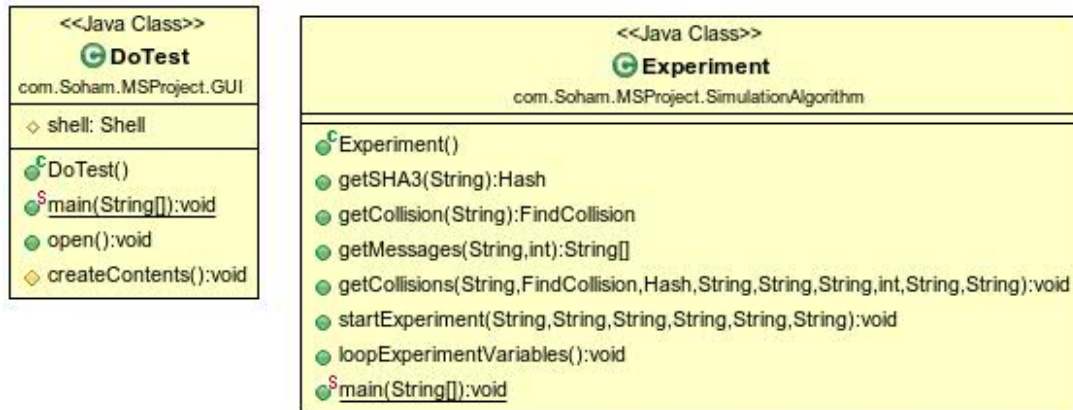 <<Java Class>>
DoTest
com.Soham.MSProject.GUI
shell: Shell
DoTest()
main(String[]):void
open():void
createContents():void
<<Java Class>>
Experiment
com.Soham.MSProject.SimulationAlgorithm
Experiment()
getSHA3(String):Hash
getCollision(String):FindCollision
getMessages(String,int):String[]
getCollisions(String,FindCollision,Hash,String,String,String,int,String,String):void
startExperiment(String,String,String,String,String,String):void
loopExperimentVariables():void
main(String[]):void